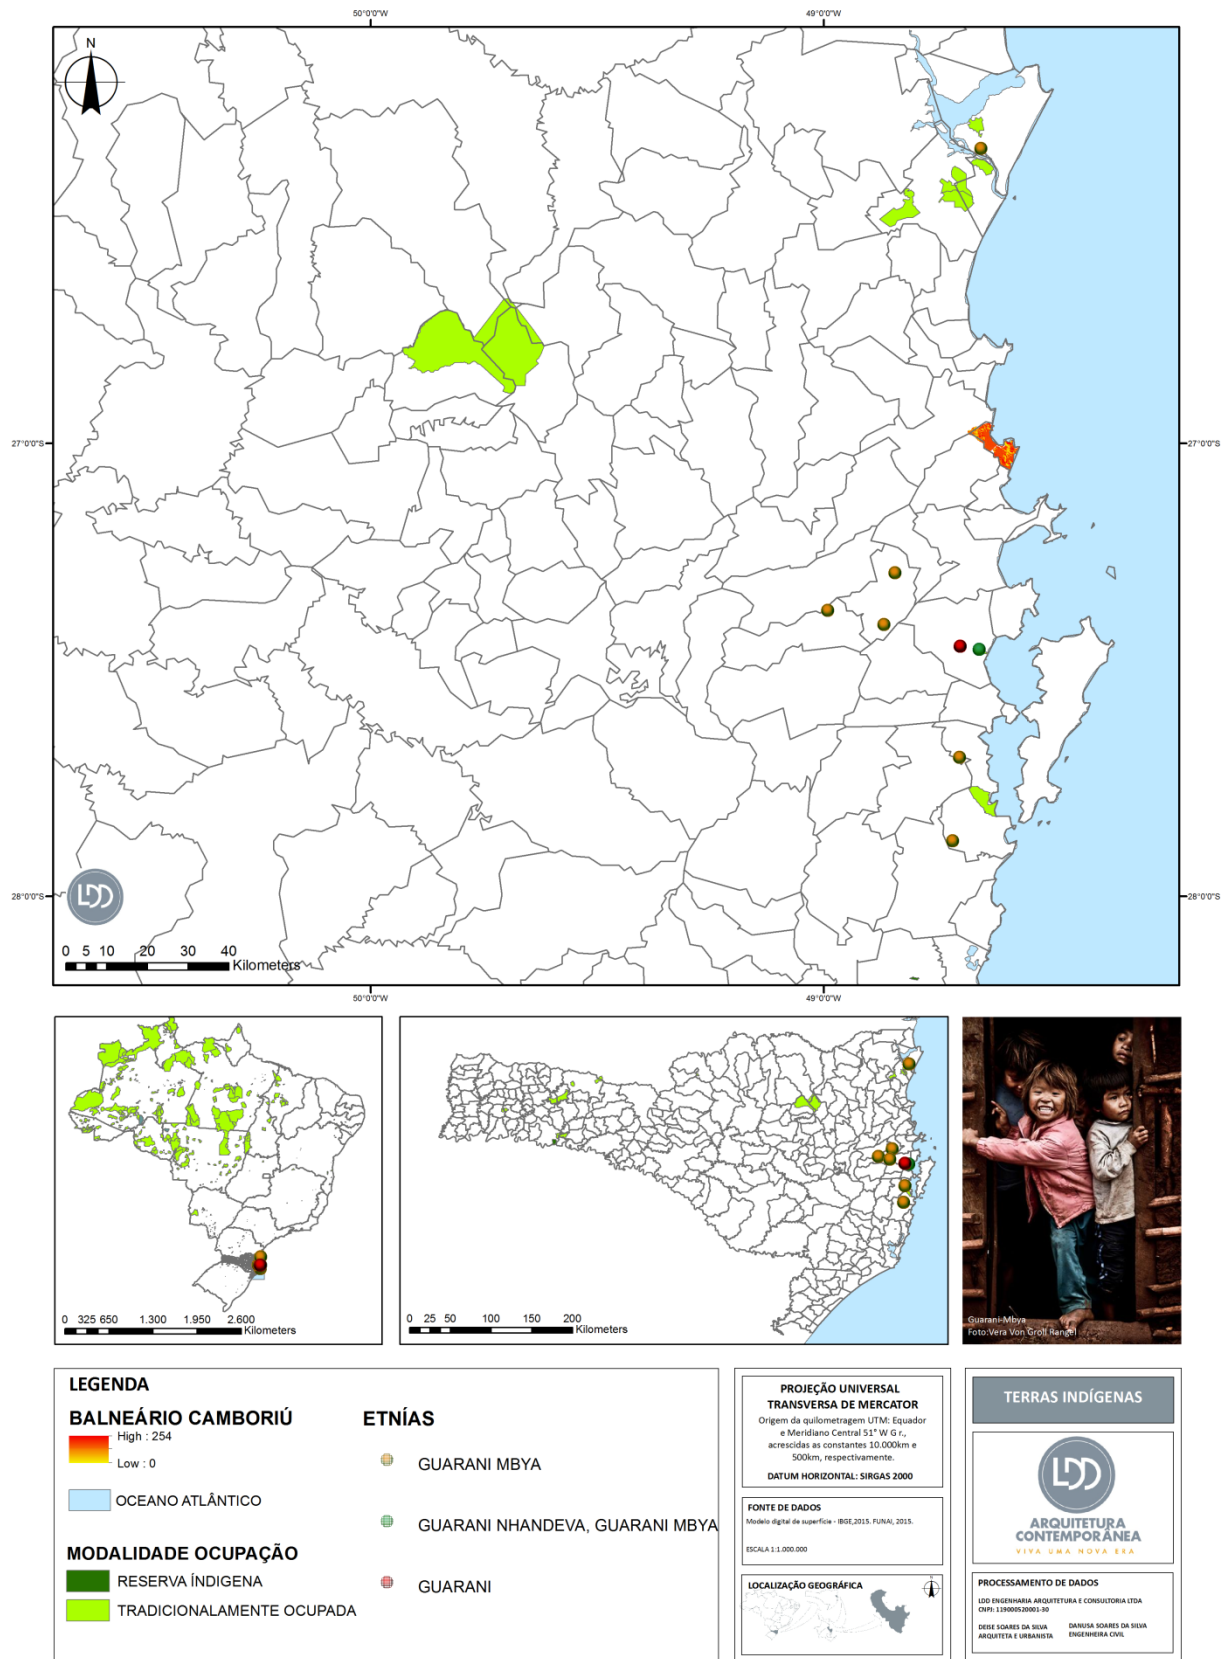 50°0'0"W
49°0'0"W
N
27°0'0"S
27°0'0"S
28°0'0"S
28°0'0"S
LDD
0 5 10 20 30 40
Kilometers
50°0'0"W
49°0'0"W
0 325 650 1.300 1.950 2.600
Kilometers
0 25 50 100 150 200
Kilometers
Guarani-Mbya
Foto:Vera Von Groll Rangel
LEGENDA
BALNEÁRIO CAMBORIÚ
High : 254
Low : 0
OCEANO ATLÂNTICO
MODALIDADE OCUPAÇÃO
RESERVA ÍNDIGENA
TRADICIONALAMENTE OCUPADA
ETNÍAS
GUARANI MBYA
GUARANI NHANDEVA, GUARANI MBYA
GUARANI
PROJEÇÃO UNIVERSAL
TRANSVERSA DE MERCATOR
Origem da quilometragem UTM: Equador
e Meridiano Central 51° W G r.,
acrescidas as constantes 10.000km e
500km, respectivamente.
DATUM HORIZONTAL: SIRGAS 2000
FONTE DE DADOS
Modelo digital de superfície - IBGE,2015. FUNAI, 2015.
ESCALA 1:1.000.000
LOCALIZAÇÃO GEOGRÁFICA
TERRAS INDÍGENAS
LDD
ARQUITETURA
CONTEMPORÂNEA
VIVA UMA NOVA ERA
PROCESSAMENTO DE DADOS
LDD ENGENHARIA ARQUITETURA E CONSULTORIA LTDA
CNPJ: 119000520001-30
DEISE SOARES DA SILVA
ARQUITETA E URBANISTA
DANUSA SOARES DA SILVA
ENGENHEIRA CIVIL